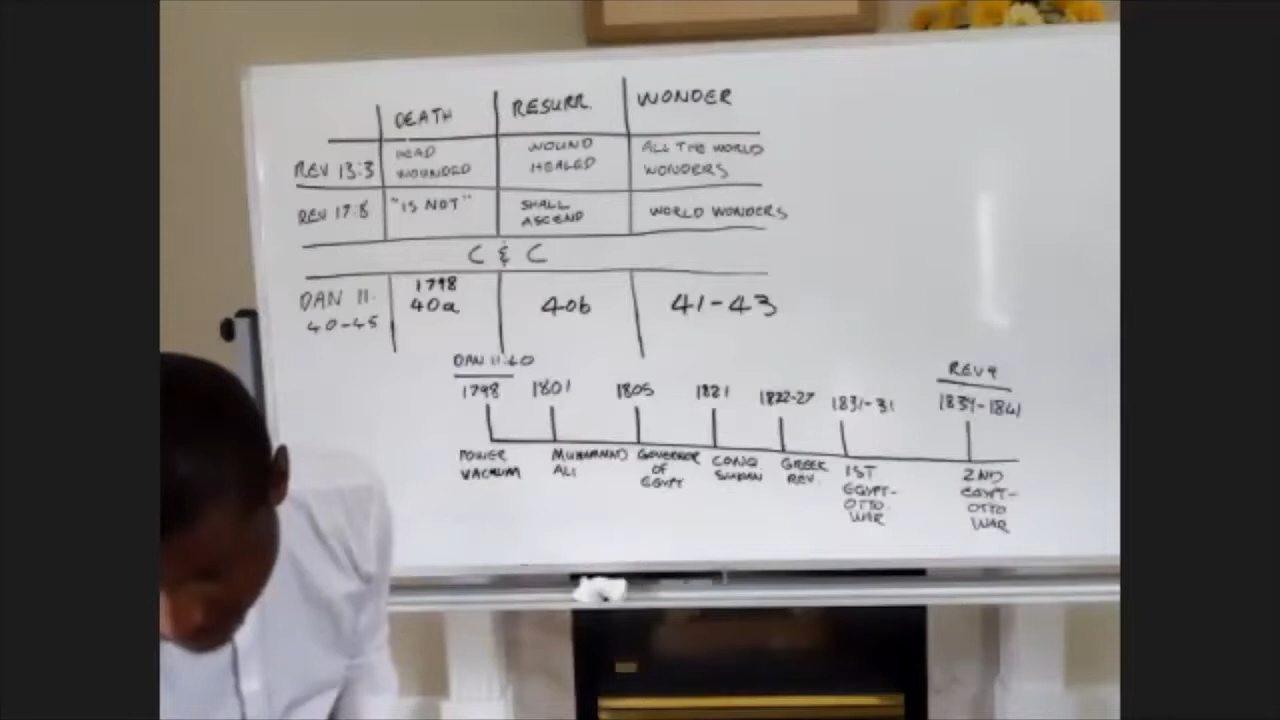 DEATH RESURR. WONDER
REV 13:3 HEAD WOUNDED WOUND HEALED ALL THE WORLD WONDERS
REV 17:8 "IS NOT" SHALL ASCEND WORLD WONDERS
C & C
DAN 11: 40-45 1798 40a 40b 41-43
DAN 11:40 REV 9
1798 1801 1805 1821 1822-27 1831-31 1839-1841
POWER VACUUM MUHAMMAD ALI GOVERNOR OF EGYPT CONQ. SUDAN GREEK REV. 1ST EGYPT- OTTO. WAR 2ND EGYPT- OTTO WAR